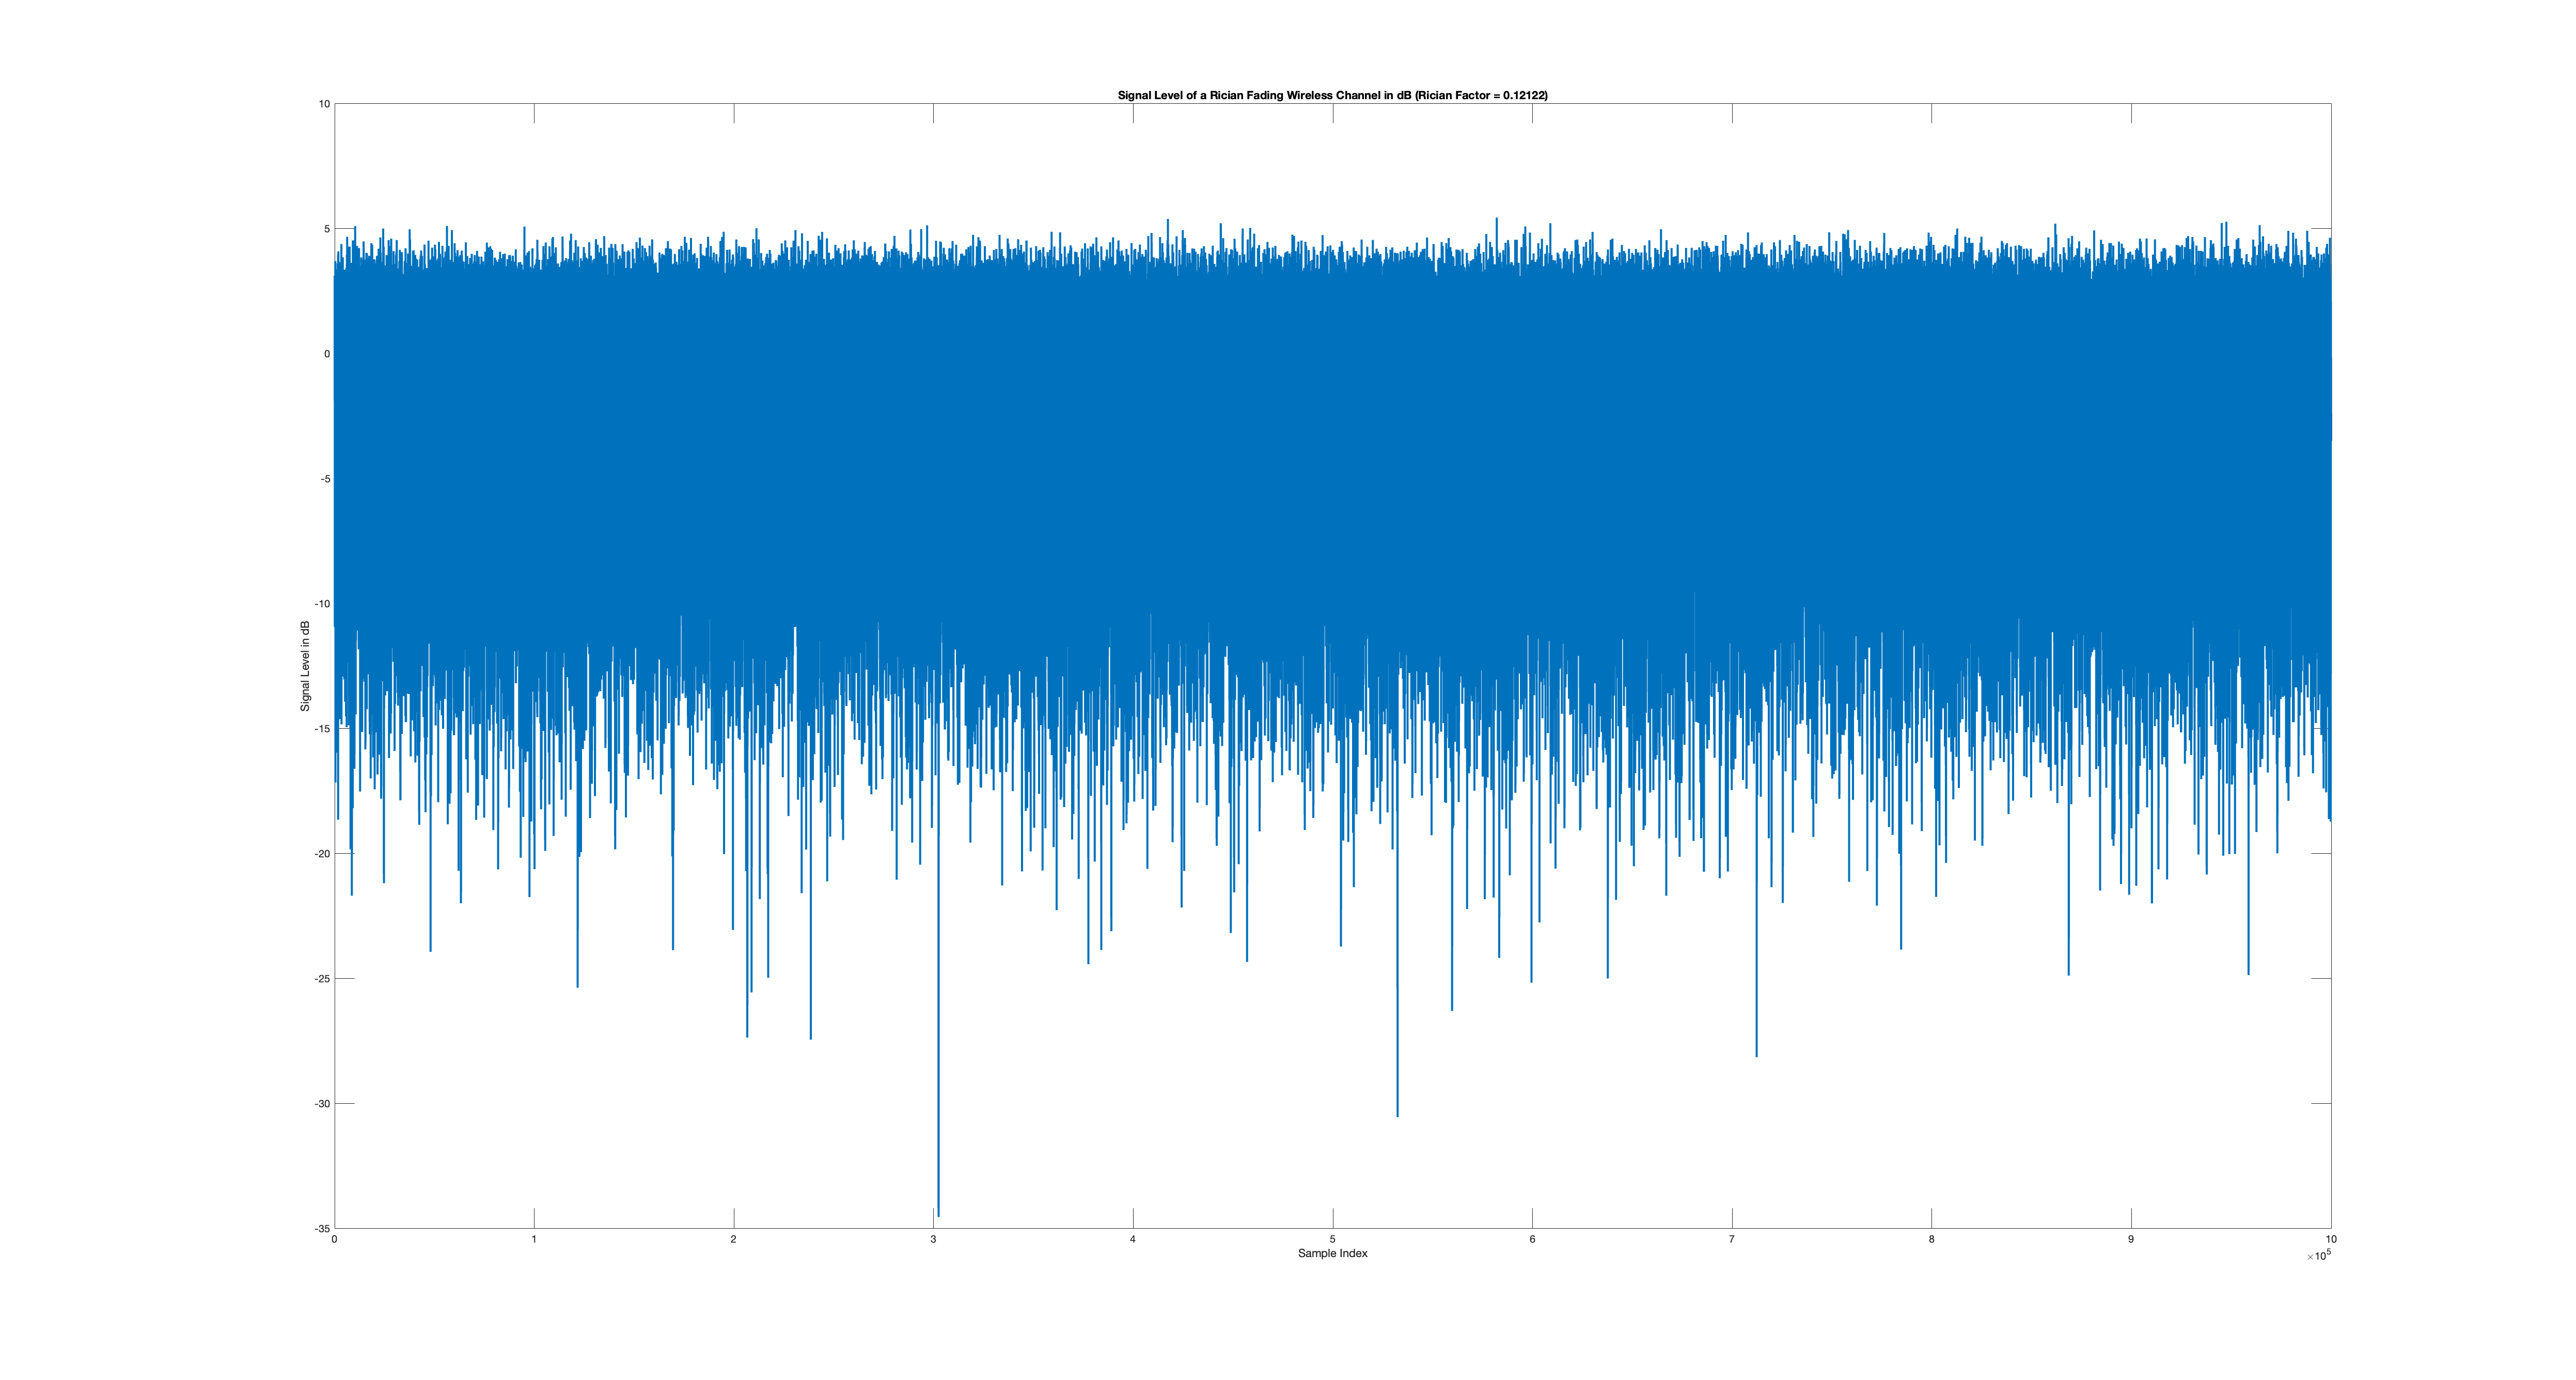 Signal Level of a Rician Fading Wireless Channel in dB (Rician Factor = 0.12122)
10
5
0
-5
-10
-15
-20
-25
-30
-35
Signal Level in dB
0 1 2 3 4 5 6 7 8 9 10
×10⁵
Sample Index